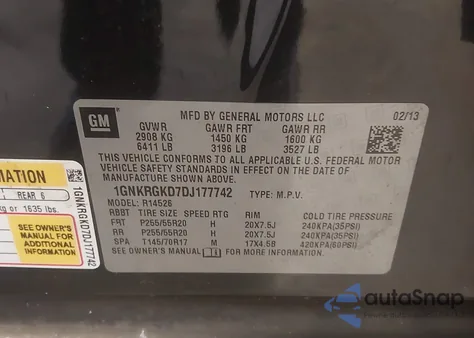 GM
MFD BY GENERAL MOTORS LLC
02/13
GVWR GAWR FRT GAWR RR
2908 KG 1450 KG 1600 KG
6411 LB 3196 LB 3527 LB
THIS VEHICLE CONFORMS TO ALL APPLICABLE U.S. FEDERAL MOTOR
VEHICLE SAFETY STANDARDS IN EFFECT ON THE DATE OF
MANUFACTURE SHOWN ABOVE.
1GNKRGKD7DJ177742 TYPE: M.P.V.
MODEL: R14526
RBBT TIRE SIZE SPEED RTG RIM COLD TIRE PRESSURE
FRT P255/55R20 H 20X7.5J 240KPA(35PSI)
RR P255/55R20 H 20X7.5J 240KPA(35PSI)
SPA T145/70R17 M 17X4.5B 420KPA(60PSI)
SEE OWNER'S MANUAL FOR MORE INFORMATION.
MATION
REAR 5
kg or 1635 lbs.
SEE OWNER'S
MANUAL FOR
ADDITIONAL
INFORMATION
1GNKRGKD7DJ177742
autoSnap